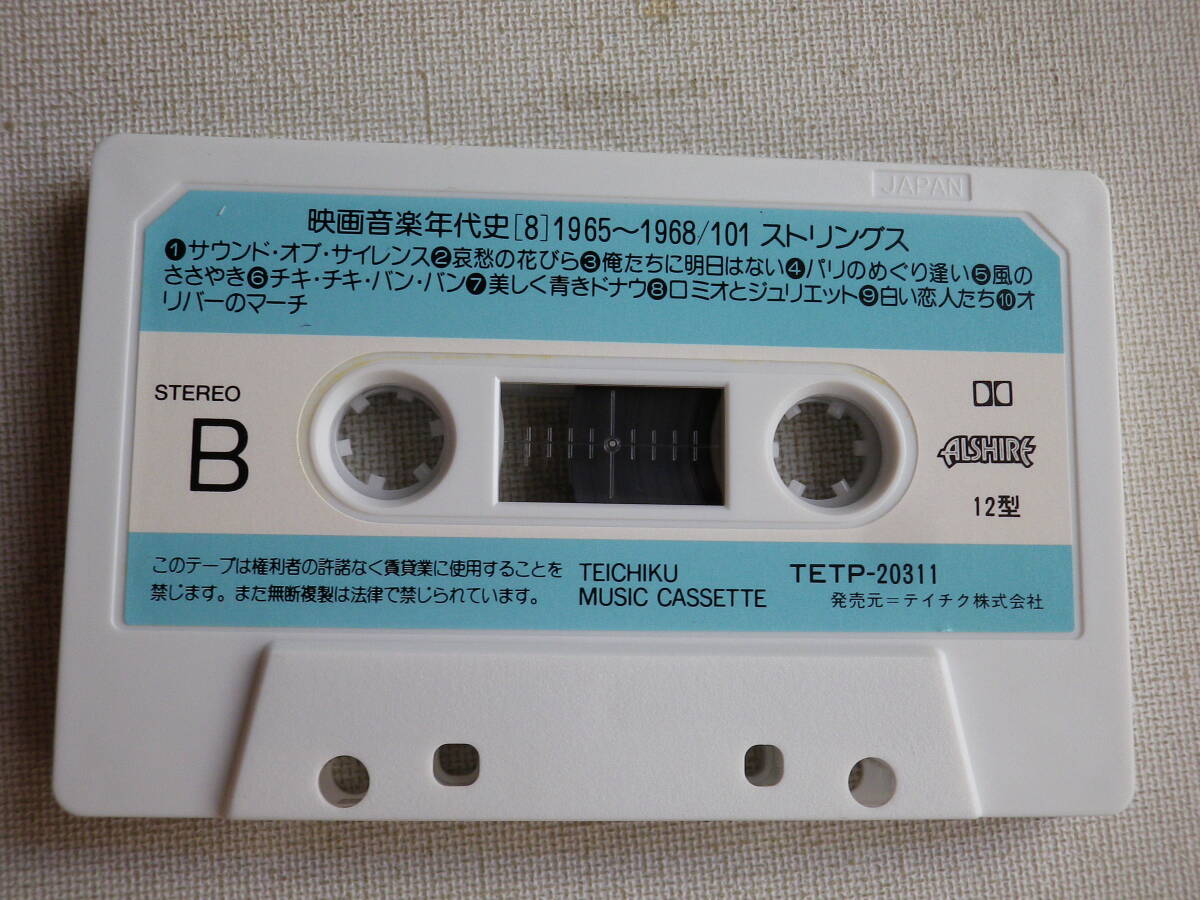 JAPAN
映画音楽年代史[8]1965〜1968/101 ストリングス
❶サウンド・オブ・サイレンス❷哀愁の花びら❸俺たちに明日はない❹パリのめぐり逢い❺風の
ささやき❻チキ・チキ・バン・バン❼美しく青きドナウ❽ロミオとジュリエット❾白い恋人たち❿オ
リバーのマーチ
STEREO
B
ALSHIRE
12型
このテープは権利者の許諾なく賃貸業に使用することを
禁じます。また無断複製は法律で禁じられています。
TEICHIKU
MUSIC CASSETTE
TETP-20311
発売元＝テイチク株式会社